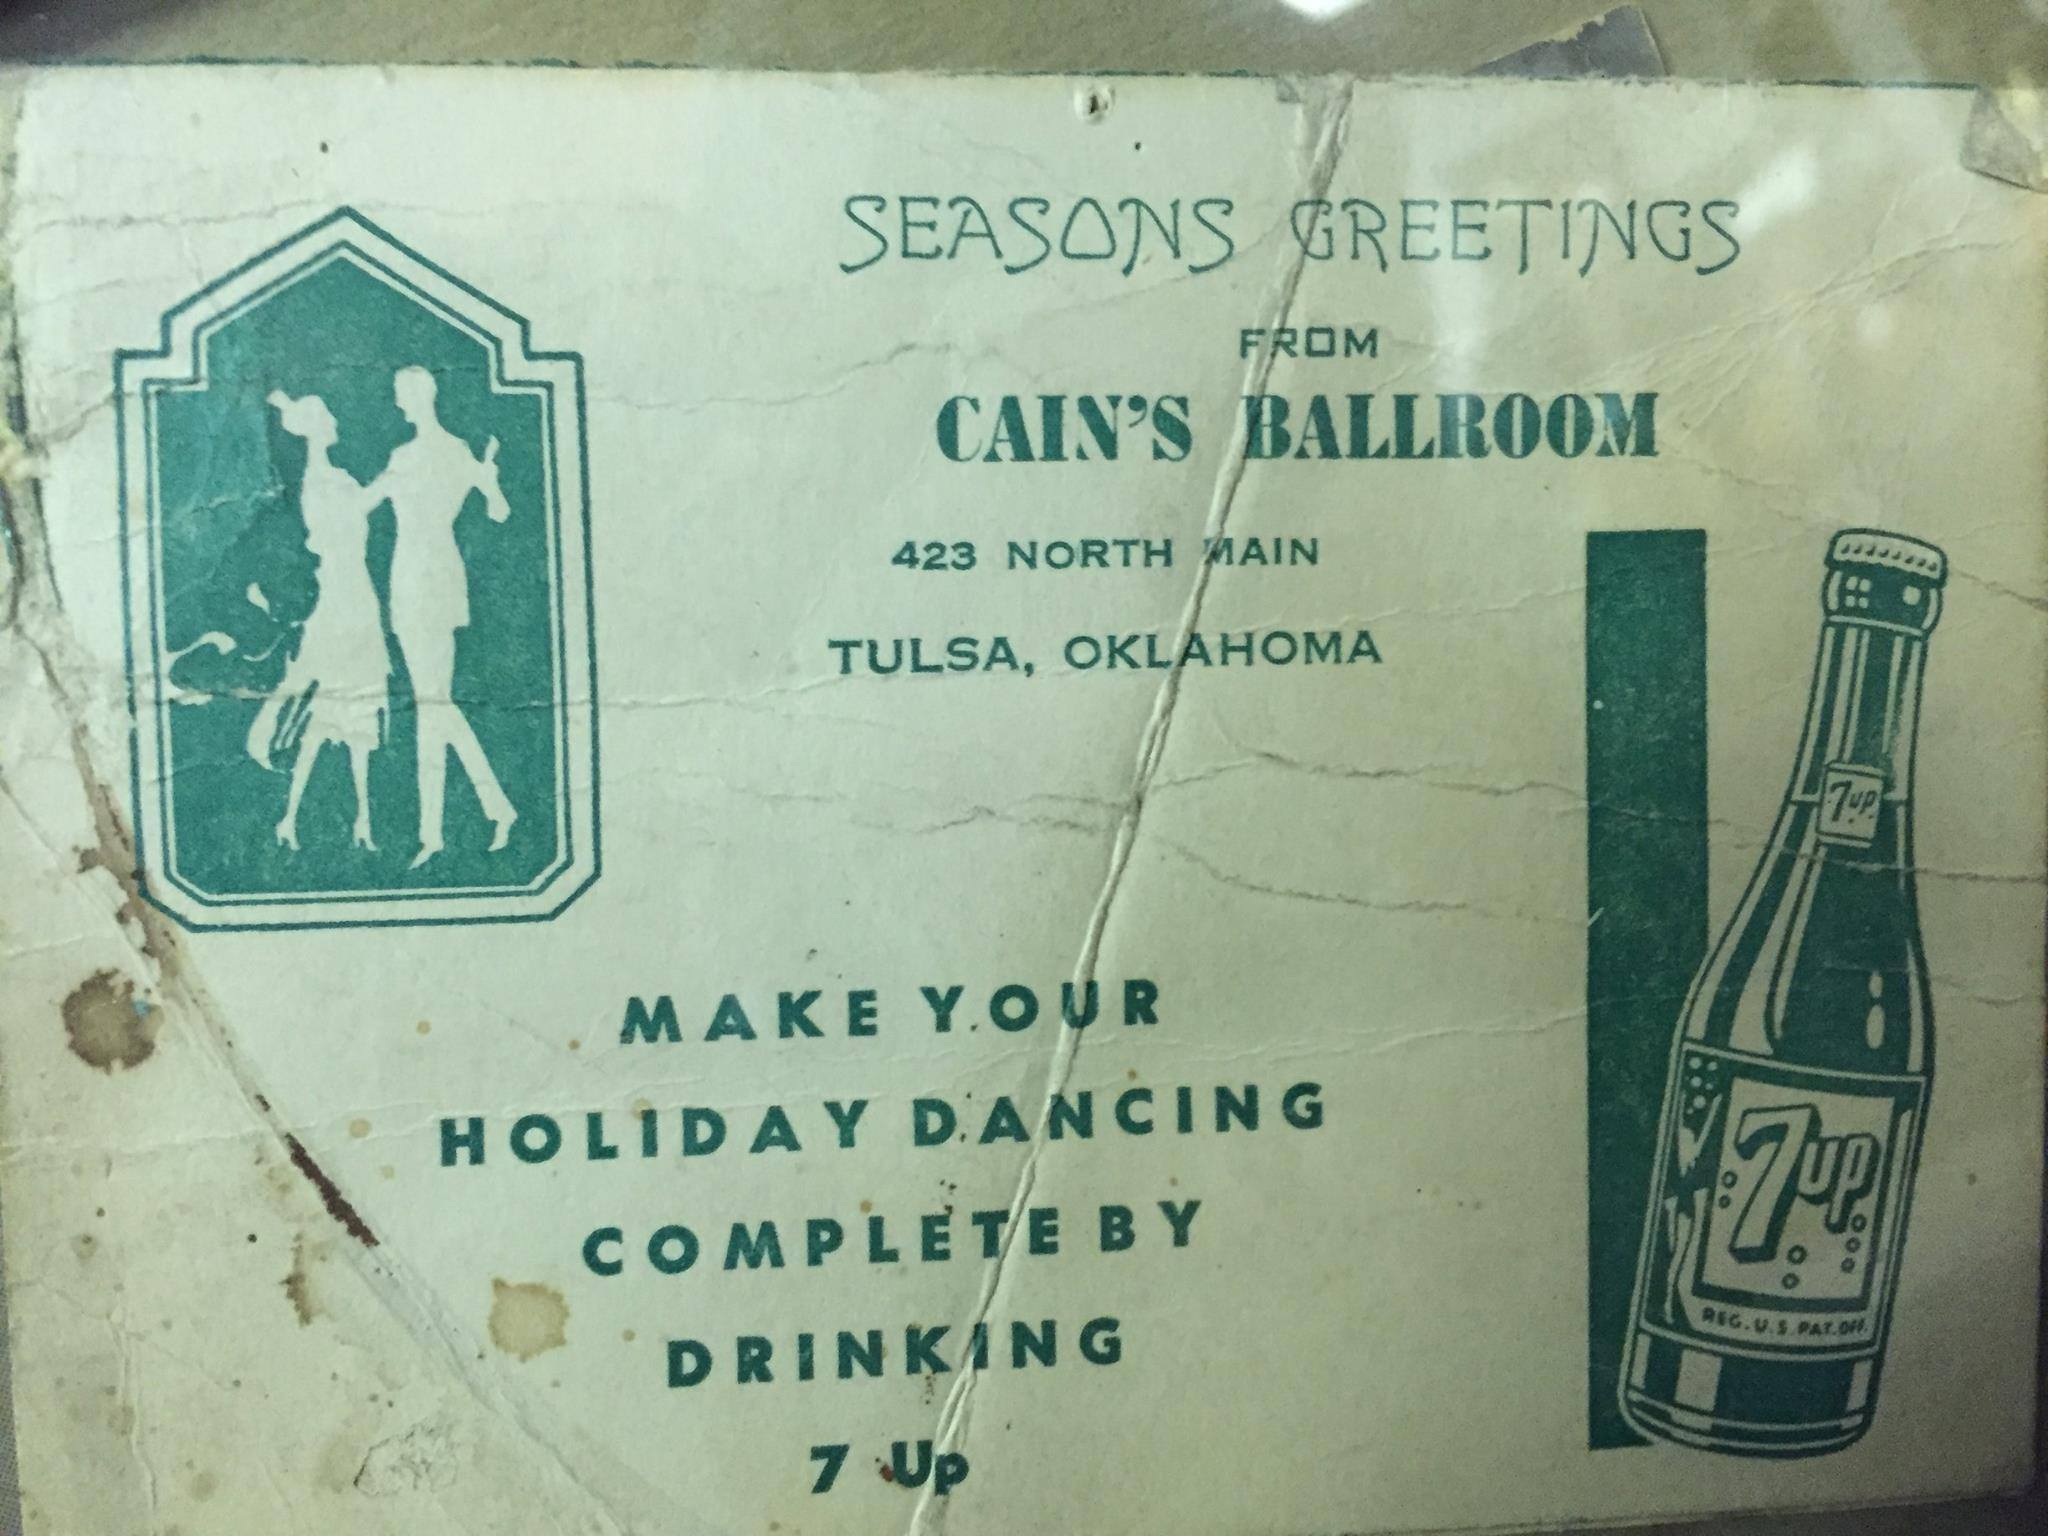 SEASONS GREETINGS
FROM
CAIN'S BALLROOM
423 NORTH MAIN
TULSA, OKLAHOMA
MAKE YOUR
HOLIDAY DANCING
COMPLETE BY
DRINKING
7 Up
7up
7up
REG. U.S. PAT. OFF.